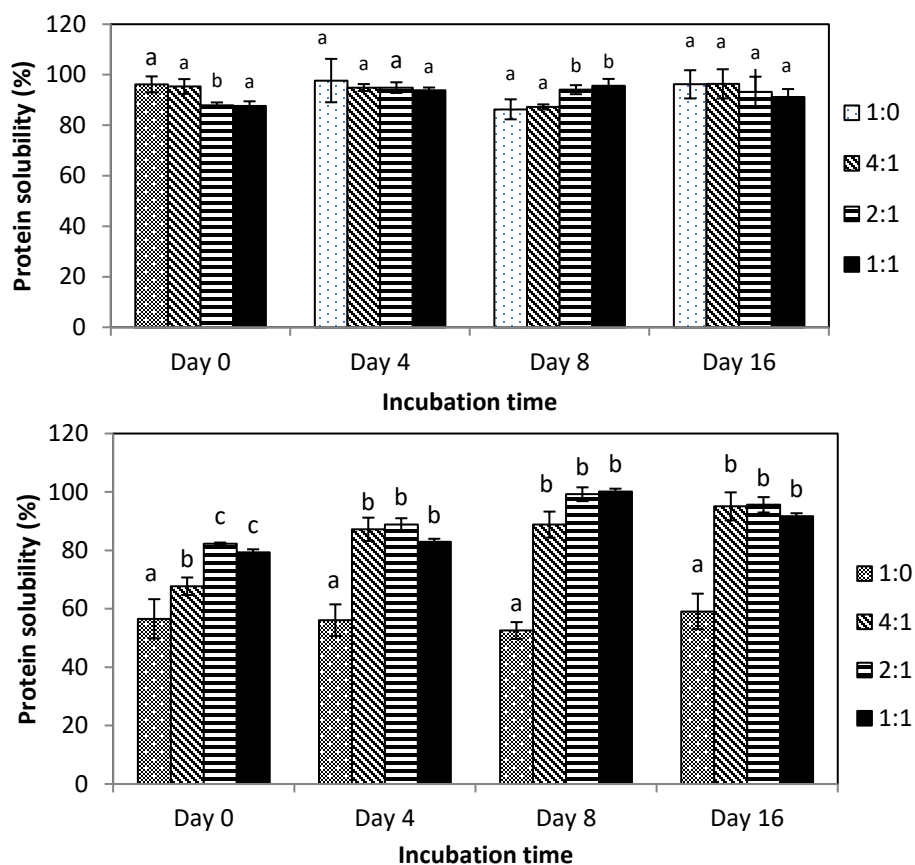 120
100
80
60
40
20
0
Protein solubility (%)
a a b a
a a a a
a a b b
a a a a
Day 0 Day 4 Day 8 Day 16
Incubation time
1:0
4:1
2:1
1:1
120
100
80
60
40
20
0
Protein solubility (%)
a b c c
a b b b
a b b b
a b b b
Day 0 Day 4 Day 8 Day 16
Incubation time
1:0
4:1
2:1
1:1